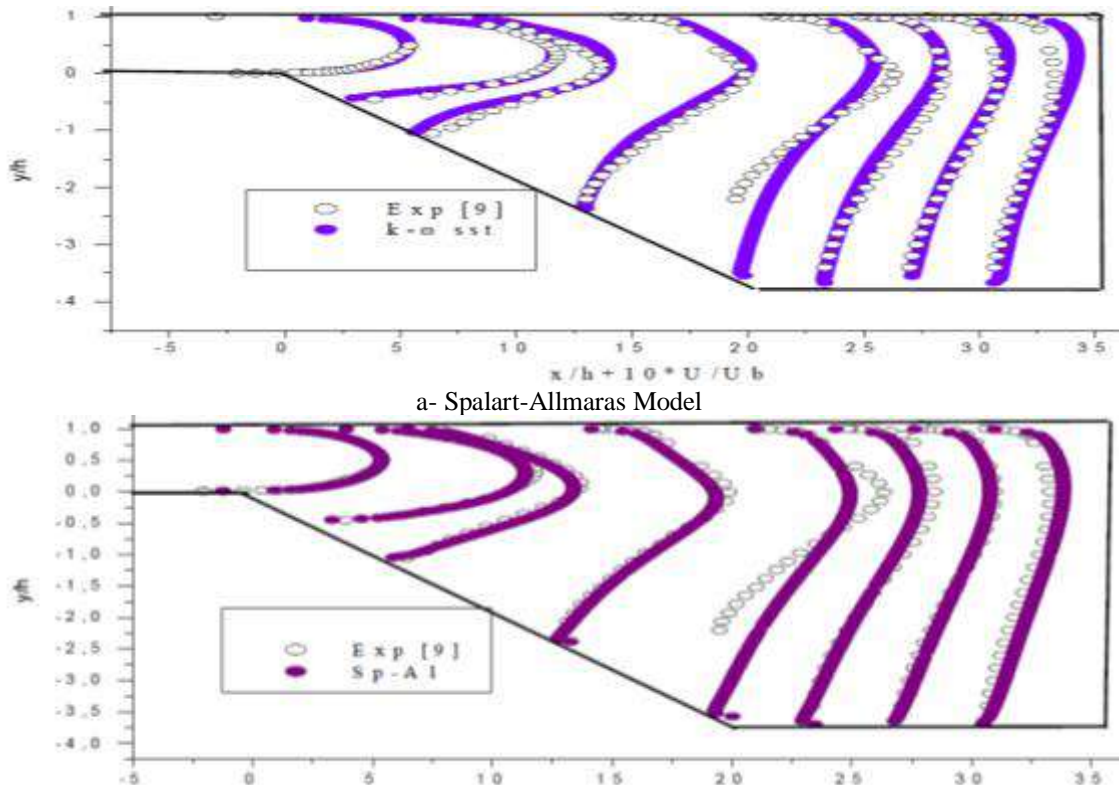 1
0
-1
-2
-3
-4
y/h
Exp [9]
k-ω sst
-5 0 5 10 15 20 25 30 35
x/h+10*U/Ub
a- Spalart-Allmaras Model
1.0
0.5
0.0
-0.5
-1.0
-1.5
-2.0
-2.5
-3.0
-3.5
-4.0
y/h
Exp [9]
Sp-Al
-5 0 5 10 15 20 25 30 35